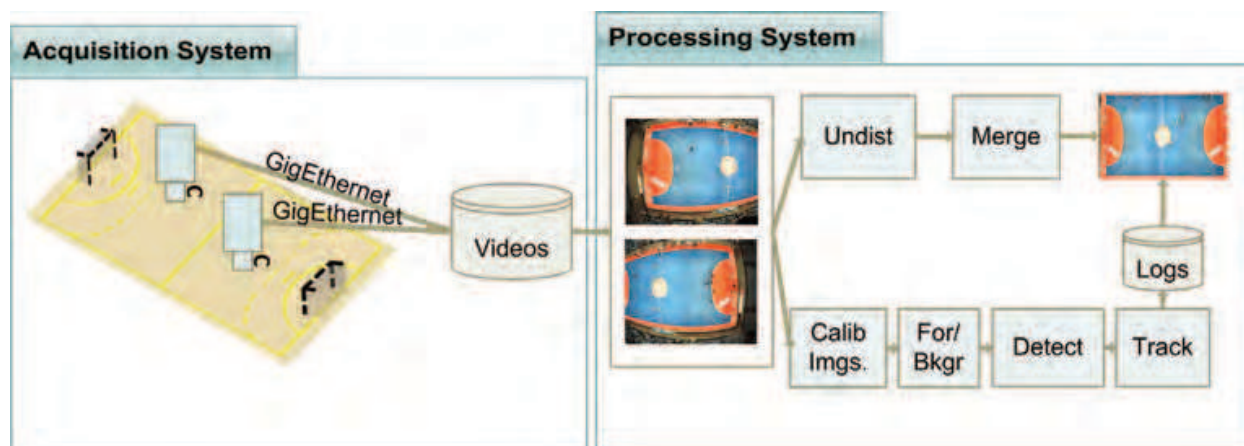 Acquisition System
Processing System
GigEthernet
C
GigEthernet
C
Videos
Undist
Merge
Logs
Calib
Imgs.
For/
Bkgr
Detect
Track